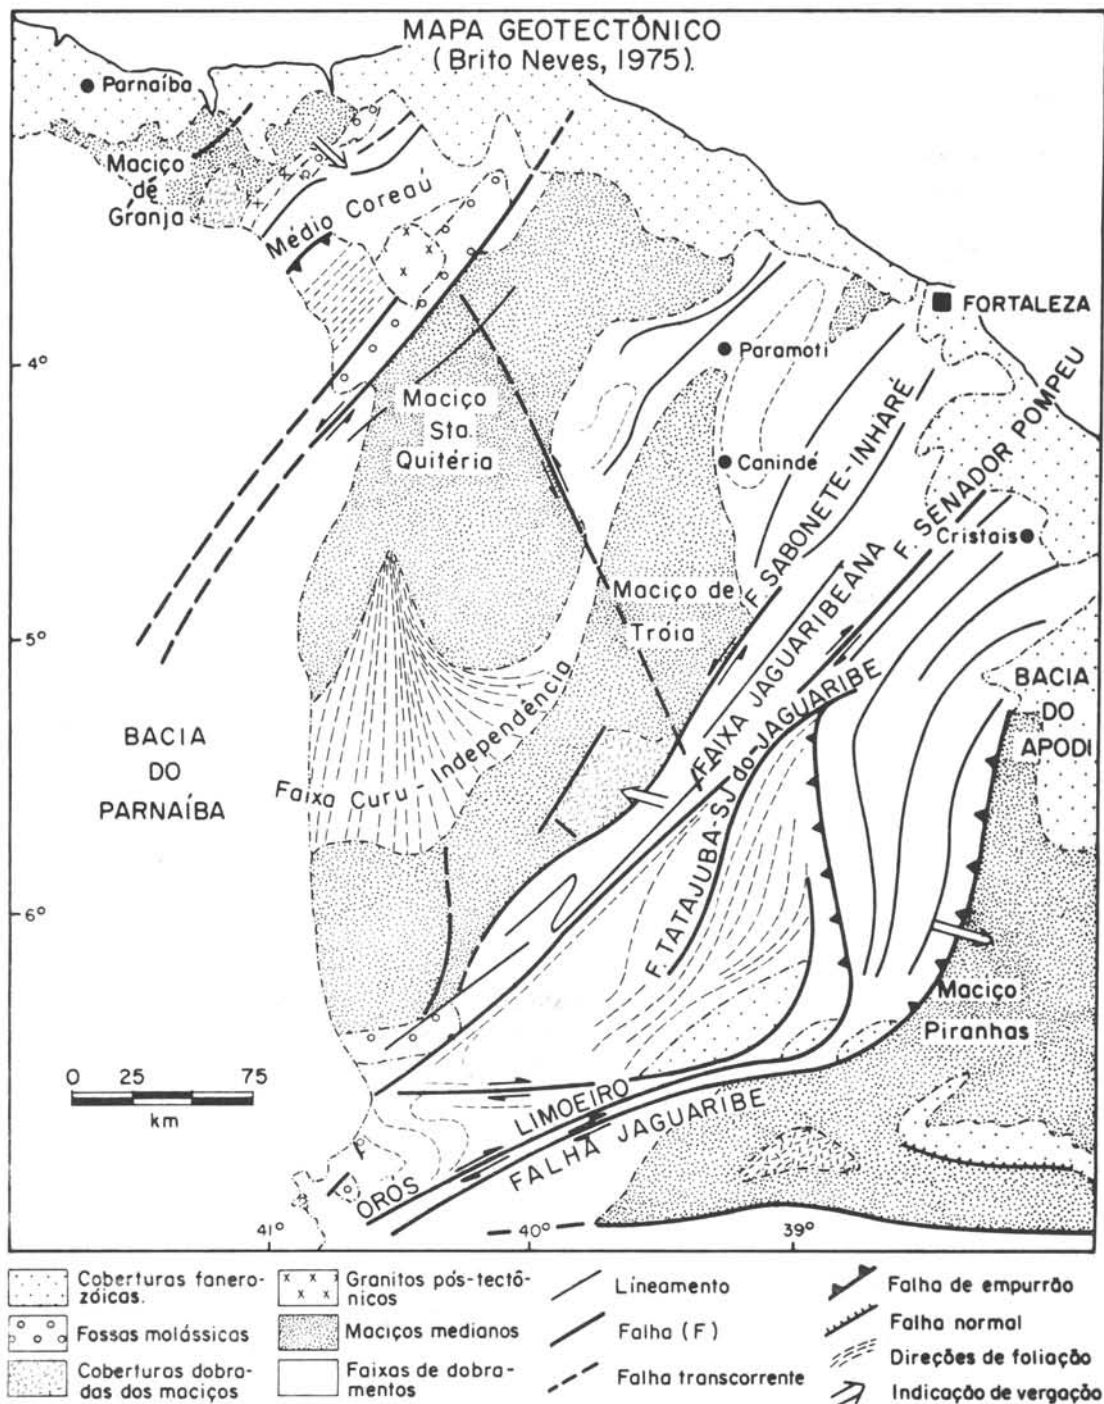 MAPA GEOTECTÔNICO
(Brito Neves, 1975).
Parnaíba
Maciço
de
Granja
Médio Coreaú
FORTALEZA
4°
Paramoti
Maciço
Sta.
Quitéria
Canindé
F. SABONETE-INHARÉ
F. SENADOR POMPEU
Cristais
Maciço de
Tróia
FAIXA JAGUARIBEANA
5°
BACIA
DO
PARNAÍBA
Faixa Curu - Independência
BACIA
DO
APODI
F. TATAJUBA-SJ do-JAGUARIBE
6°
Maciço
Piranhas
0 25 75
km
LIMOEIRO
FALHA JAGUARIBE
ORÓS
41° 40° 39°
Coberturas fanero-
zóicas.
Fossas molássicas
Coberturas dobra-
das dos maciços
Granitos pós-tectô-
nicos
Maciços medianos
Faixas de dobra-
mentos
Lineamento
Falha (F)
Falha transcorrente
Falha de empurrão
Falha normal
Direções de foliação
Indicação de vergação